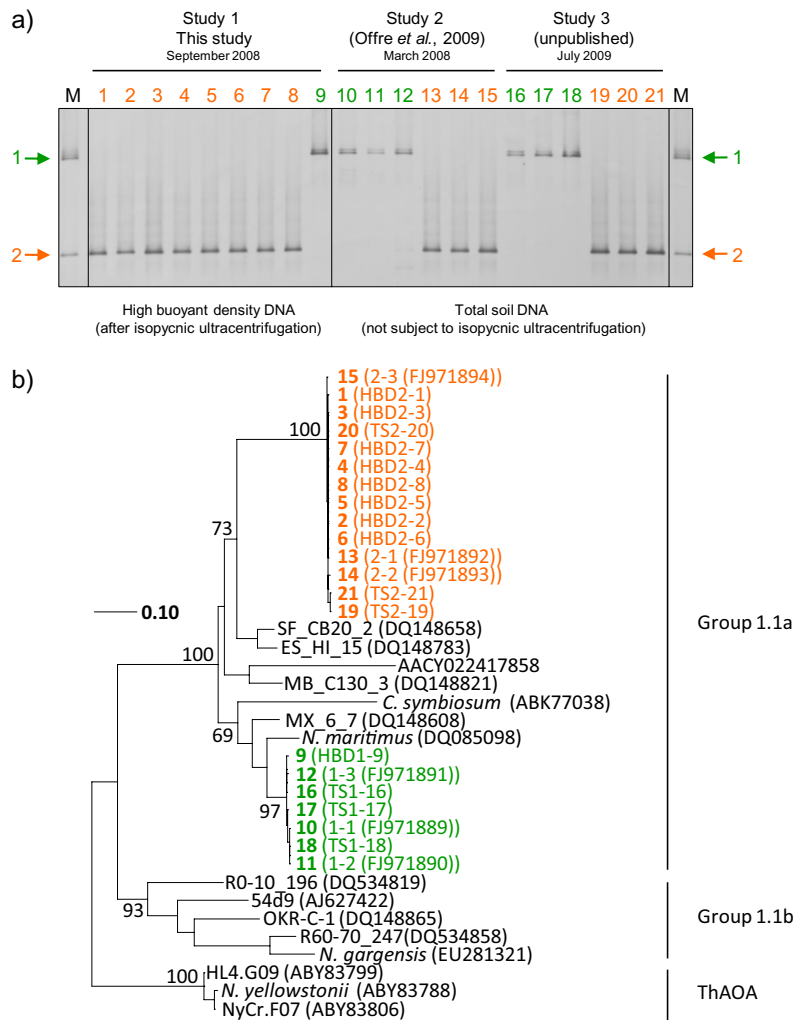 a)
Study 1
This study
September 2008
Study 2
(Offre et al., 2009)
March 2008
Study 3
(unpublished)
July 2009
M 1 2 3 4 5 6 7 8 9 10 11 12 13 14 15 16 17 18 19 20 21 M
1 1
2 2
High buoyant density DNA
(after isopycnic ultracentrifugation)
Total soil DNA
(not subject to isopycnic ultracentrifugation)
b)
15 (2-3 (FJ971894))
1 (HBD2-1)
3 (HBD2-3)
100
20 (TS2-20)
7 (HBD2-7)
4 (HBD2-4)
8 (HBD2-8)
5 (HBD2-5)
2 (HBD2-2)
73
6 (HBD2-6)
13 (2-1 (FJ971892))
14 (2-2 (FJ971893))
21 (TS2-21)
0.10
19 (TS2-19)
Group 1.1a
SF_CB20_2 (DQ148658)
ES_HI_15 (DQ148783)
100
AACY022417858
MB_C130_3 (DQ148821)
C. symbiosum (ABK77038)
MX_6_7 (DQ148608)
69
N. maritimus (DQ085098)
9 (HBD1-9)
12 (1-3 (FJ971891))
16 (TS1-16)
97
17 (TS1-17)
10 (1-1 (FJ971889))
18 (TS1-18)
11 (1-2 (FJ971890))
R0-10_196 (DQ534819)
93
54d9 (AJ627422)
OKR-C-1 (DQ148865)
Group 1.1b
R60-70_247(DQ534858)
N. gargensis (EU281321)
100
HL4.G09 (ABY83799)
N. yellowstonii (ABY83788)
ThAOA
NyCr.F07 (ABY83806)